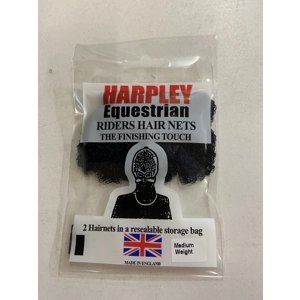 HARPLEY
Equestrian
RIDERS HAIR NETS
THE FINISHING TOUCH
2 Hairnets in a resealable storage bag
Medium
Weight
MADE IN ENGLAND